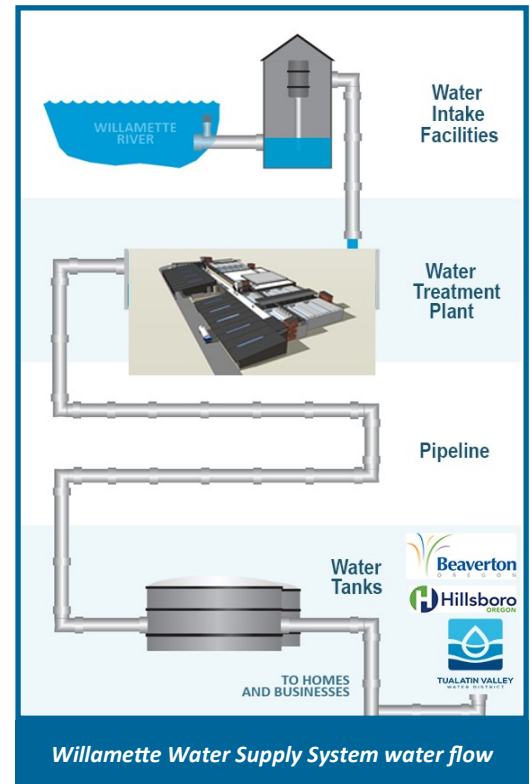 WILLAMETTE
RIVER
Water
Intake
Facilities
Water
Treatment
Plant
Pipeline
Water
Tanks
Beaverton
OREGON
Hillsboro
OREGON
TUALATIN VALLEY
WATER DISTRICT
TO HOMES
AND BUSINESSES
Willamette Water Supply System water flow